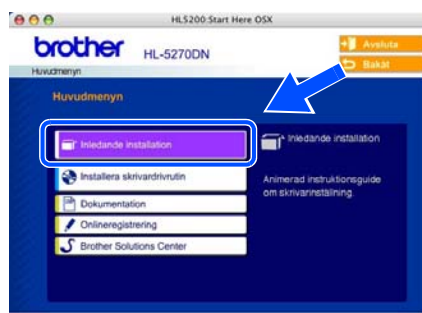 HL5200:Start Here OSX
brother
HL-5270DN
Avsluta
Bakåt
Huvudmenyn
Huvudmenyn
Inledande installation
Installera skrivardrivrutin
Dokumentation
Onlineregistrering
Brother Solutions Center
Inledande installation
Animerad instruktionsguide
om skrivarinställning.